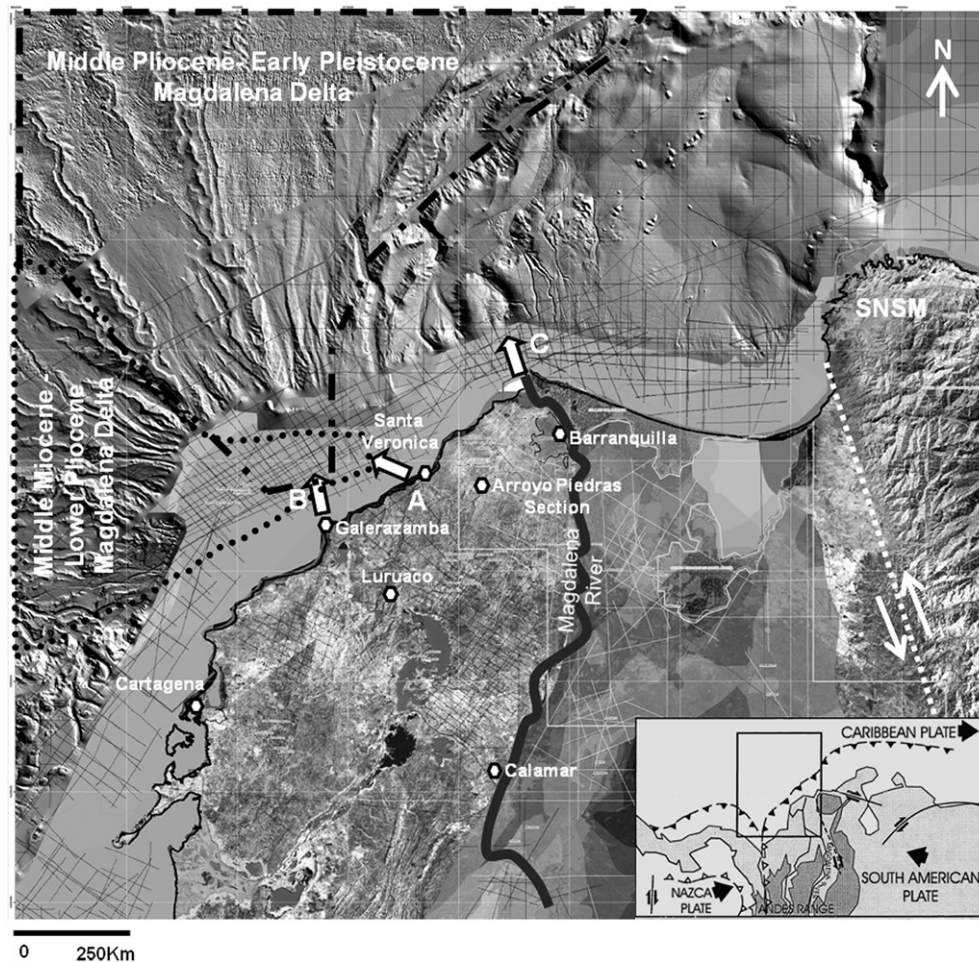 Middle Pliocene- Early Pleistocene
Magdalena Delta
N
SNSM
Middle Miocene -
Lower Pliocene
Magdalena Delta
C
Santa
Veronica
Barranquilla
A
Arroyo Piedras
Section
B
Galerazamba
Magdalena
River
Luruaco
Cartagena
Calamar
CARIBBEAN PLATE
SOUTH AMERICAN
PLATE
NAZCA
PLATE
ANDES RANGE
0 250Km